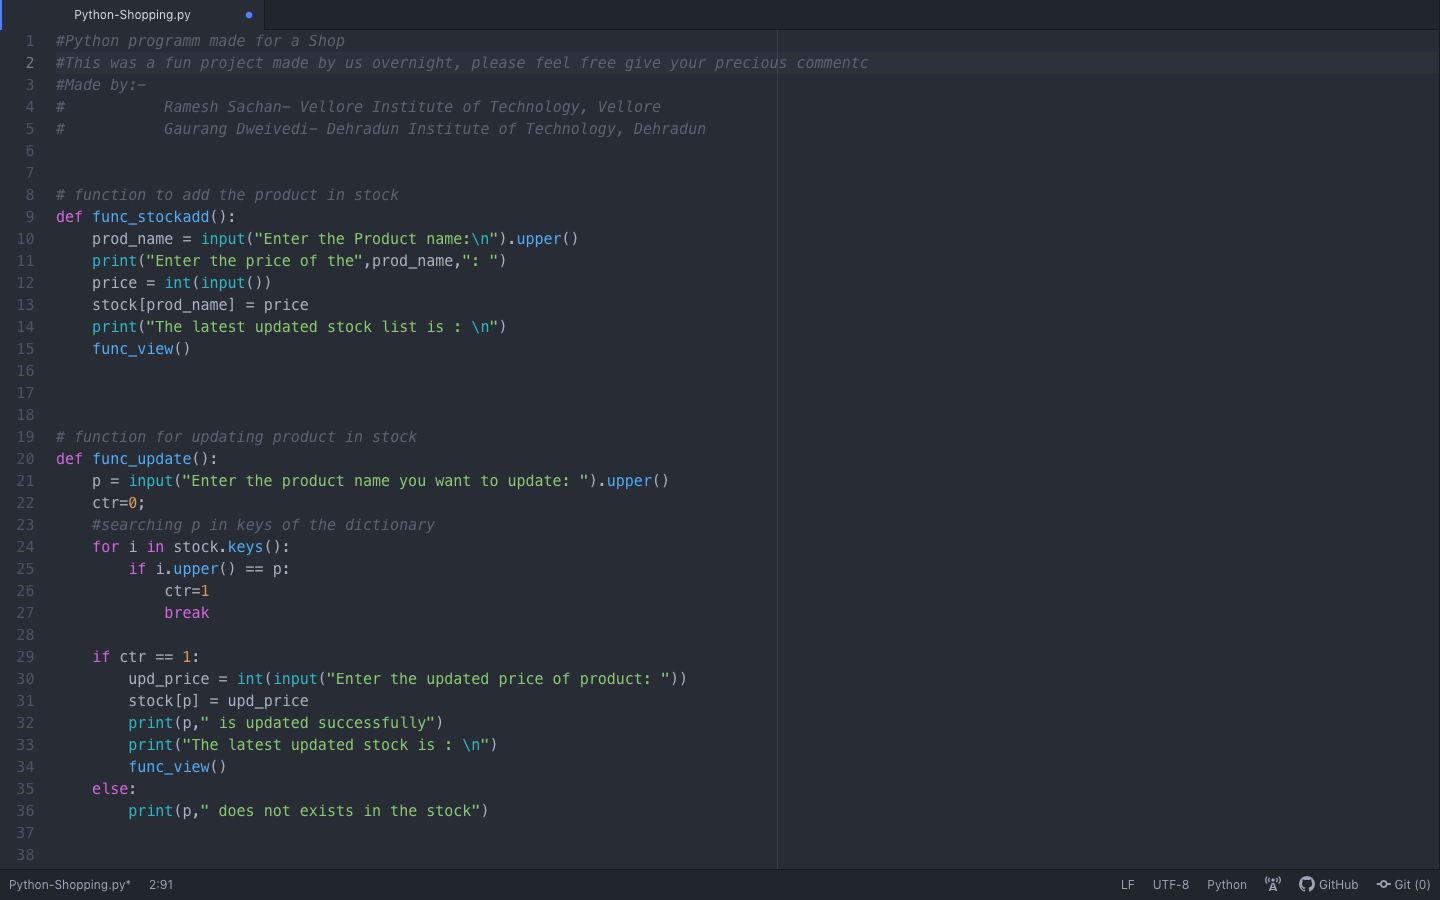 Python-Shopping.py
1 #Python programm made for a Shop
2 #This was a fun project made by us overnight, please feel free give your precious commentc
3 #Made by:-
4 #           Ramesh Sachan- Vellore Institute of Technology, Vellore
5 #           Gaurang Dweivedi- Dehradun Institute of Technology, Dehradun
6
7
8 # function to add the product in stock
9 def func_stockadd():
10     prod_name = input("Enter the Product name:\n").upper()
11     print("Enter the price of the",prod_name,": ")
12     price = int(input())
13     stock[prod_name] = price
14     print("The latest updated stock list is : \n")
15     func_view()
16
17
18
19 # function for updating product in stock
20 def func_update():
21     p = input("Enter the product name you want to update: ").upper()
22     ctr=0;
23     #searching p in keys of the dictionary
24     for i in stock.keys():
25         if i.upper() == p:
26             ctr=1
27             break
28
29     if ctr == 1:
30         upd_price = int(input("Enter the updated price of product: "))
31         stock[p] = upd_price
32         print(p," is updated successfully")
33         print("The latest updated stock is : \n")
34         func_view()
35     else:
36         print(p," does not exists in the stock")
37
38
Python-Shopping.py* 2:91 LF UTF-8 Python GitHub Git (0)